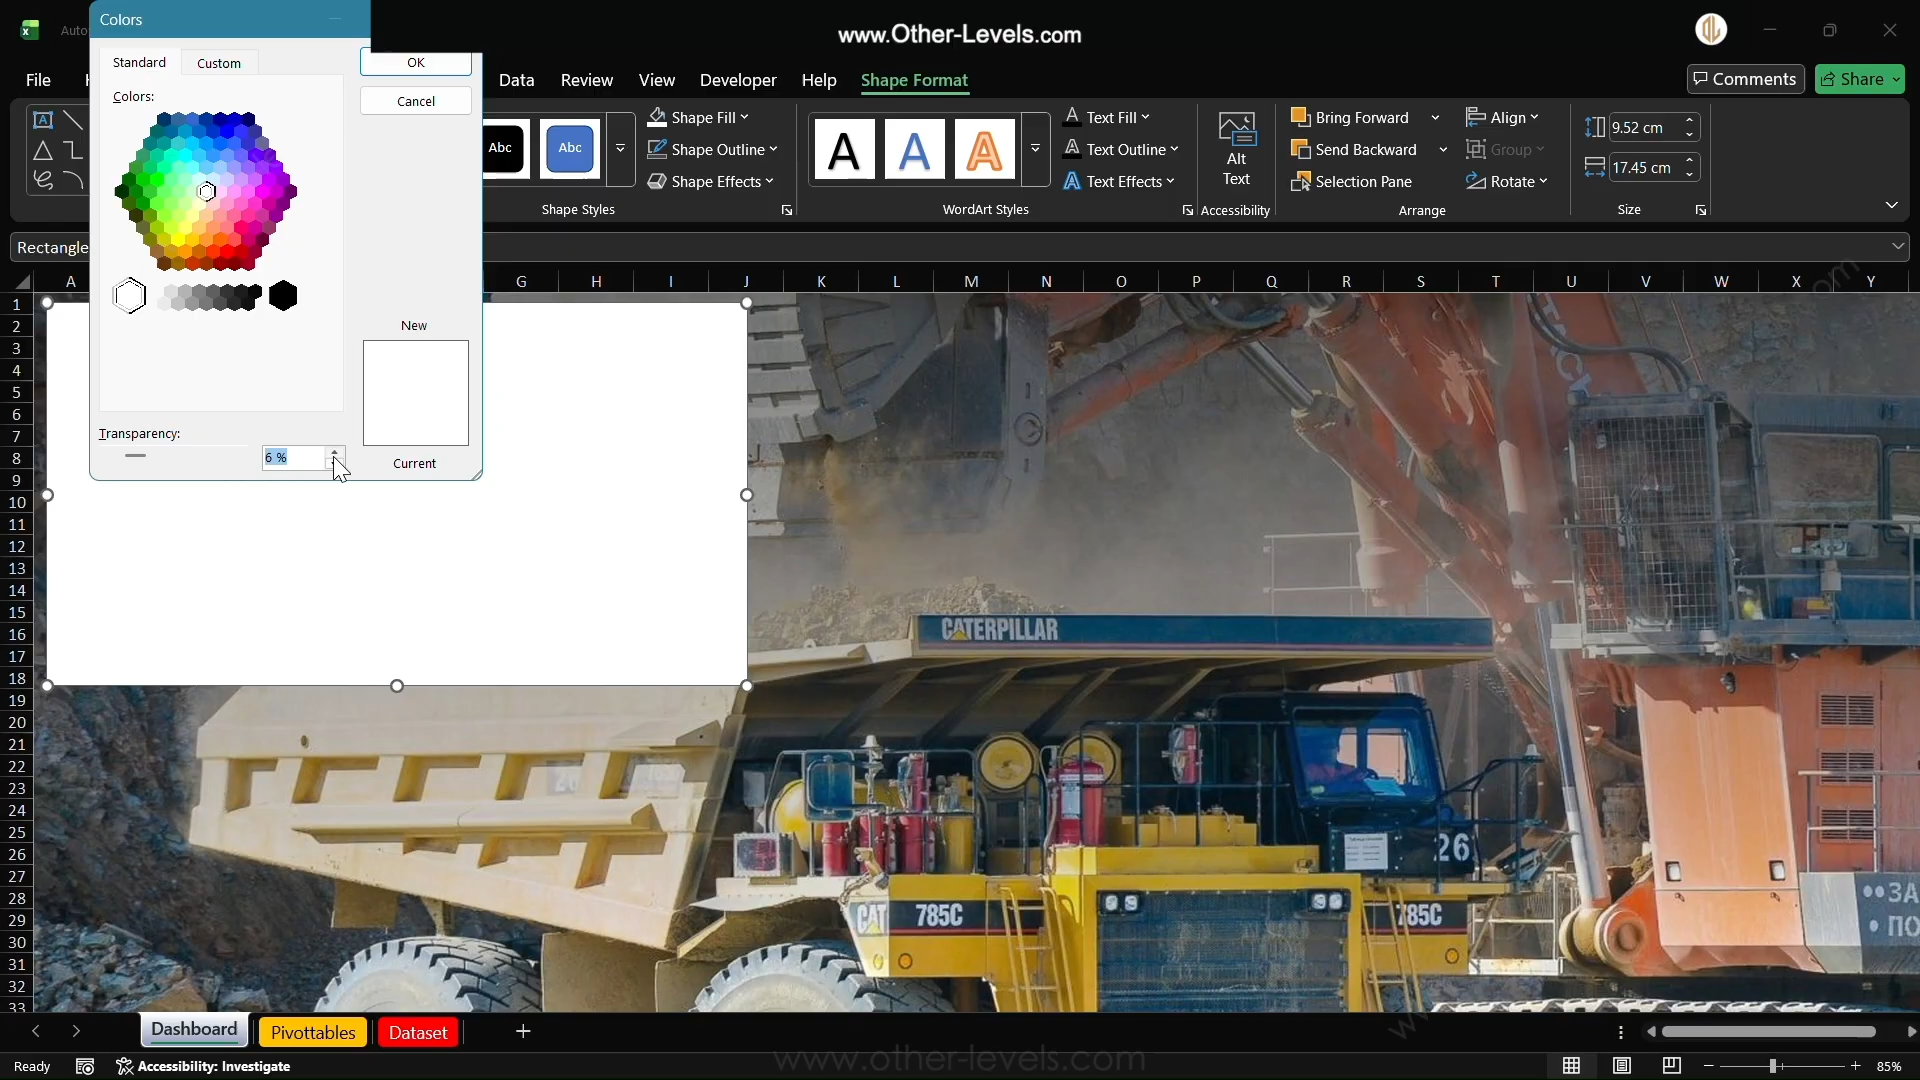 Colors
Auto
www.Other-Levels.com
Standard
Custom
OK
Cancel
Colors:
New
Transparency:
6 %
Current
File
Data
Review
View
Developer
Help
Shape Format
Comments
Share
Abc
Abc
Shape Fill
Shape Outline
Shape Effects
Shape Styles
A
A
A
Text Fill
Text Outline
Text Effects
WordArt Styles
Alt
Text
Accessibility
Bring Forward
Send Backward
Selection Pane
Align
Group
Rotate
Arrange
9.52 cm
17.45 cm
Size
Rectangle
A G H I J K L M N O P Q R S T U V W X Y
1
2
3
4
5
6
7
8
9
10
11
12
13
14
15
16
17
18
19
20
21
22
23
24
25
26
27
28
29
30
31
32
33
CATERPILLAR
26
CAT 785C
785C
ЗА
ПО
Dashboard
Pivottables
Dataset
Ready
Accessibility: Investigate
www.other-levels.com
85%